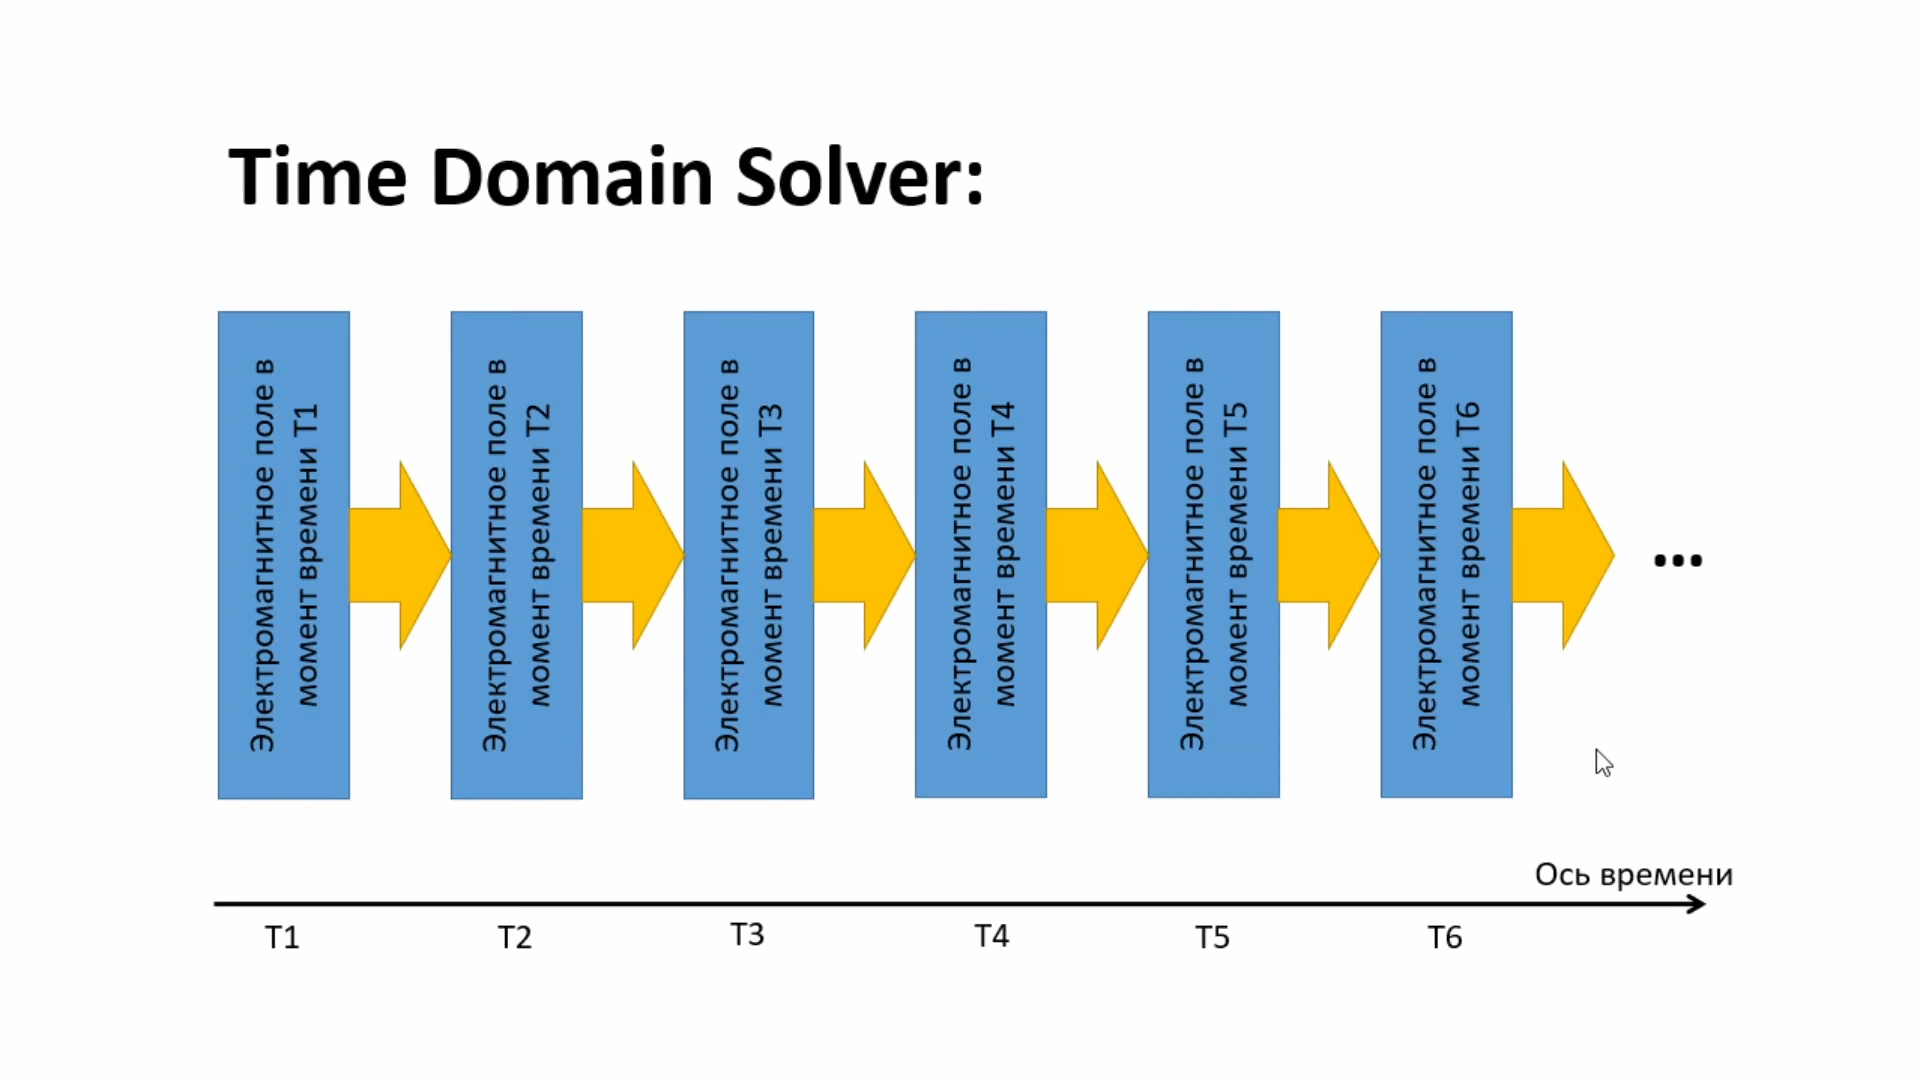 Time Domain Solver:
Электромагнитное поле в
момент времени T1
Электромагнитное поле в
момент времени T2
Электромагнитное поле в
момент времени T3
Электромагнитное поле в
момент времени T4
Электромагнитное поле в
момент времени T5
Электромагнитное поле в
момент времени T6
...
Ось времени
T1
T2
T3
T4
T5
T6